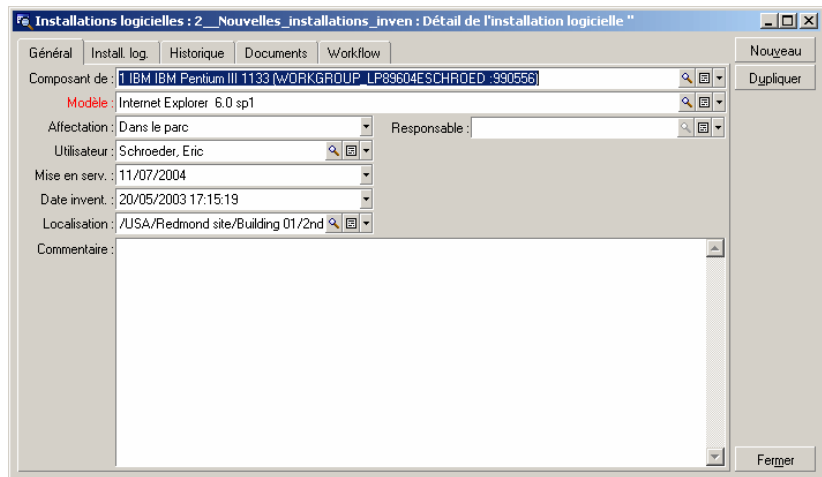 Installations logicielles : 2__Nouvelles_installations_inven : Détail de l'installation logicielle ''
Général Install. log. Historique Documents Workflow Nouveau
Composant de : 1 IBM IBM Pentium III 1133 (WORKGROUP_LP89604ESCHROED :990556) Dupliquer
Modèle : Internet Explorer 6.0 sp1
Affectation : Dans le parc Responsable :
Utilisateur : Schroeder, Eric
Mise en serv. : 11/07/2004
Date invent. : 20/05/2003 17:15:19
Localisation : /USA/Redmond site/Building 01/2nd
Commentaire :
Fermer